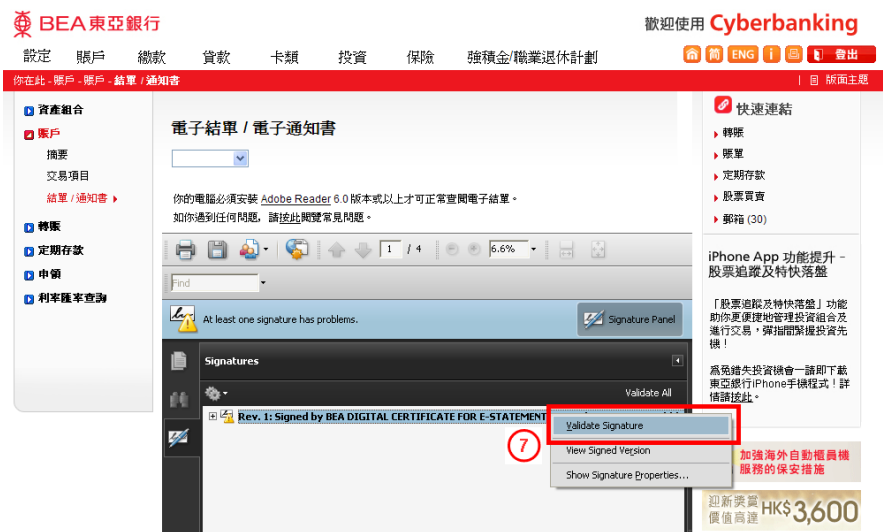 BEA東亞銀行
歡迎使用 Cyberbanking
設定 賬戶 繳款 貸款 卡類 投資 保險 強積金/職業退休計劃
简 ENG i 登出
你在此 - 賬戶 - 賬戶 - 結單 / 通知書
版面主題
資產組合
賬戶
摘要
交易項目
結單 / 通知書
轉賬
定期存款
申領
利率匯率查詢
電子結單 / 電子通知書
你的電腦必須安裝 Adobe Reader 6.0 版本或以上才可正常查閱電子結單。
如你遇到任何問題，請按此閱覽常見問題。
1 / 4 6.6%
Find
At least one signature has problems.
Signature Panel
Signatures
Validate All
Rev. 1: Signed by BEA DIGITAL CERTIFICATE FOR E-STATEMENT
7
Validate Signature
View Signed Version
Show Signature Properties...
快速連結
轉賬
賬單
定期存款
股票買賣
郵箱 (30)
iPhone App 功能提升 -
股票追蹤及特快落盤
「股票追蹤及特快落盤」功能
助你更便捷地管理投資組合及
進行交易，彈指間緊握投資先
機！
為免錯失投資機會－請即下載
東亞銀行iPhone手機程式！詳
情請按此。
加強海外自動櫃員機
服務的保安措施
迎新獎賞
價值高達 HK$3,600